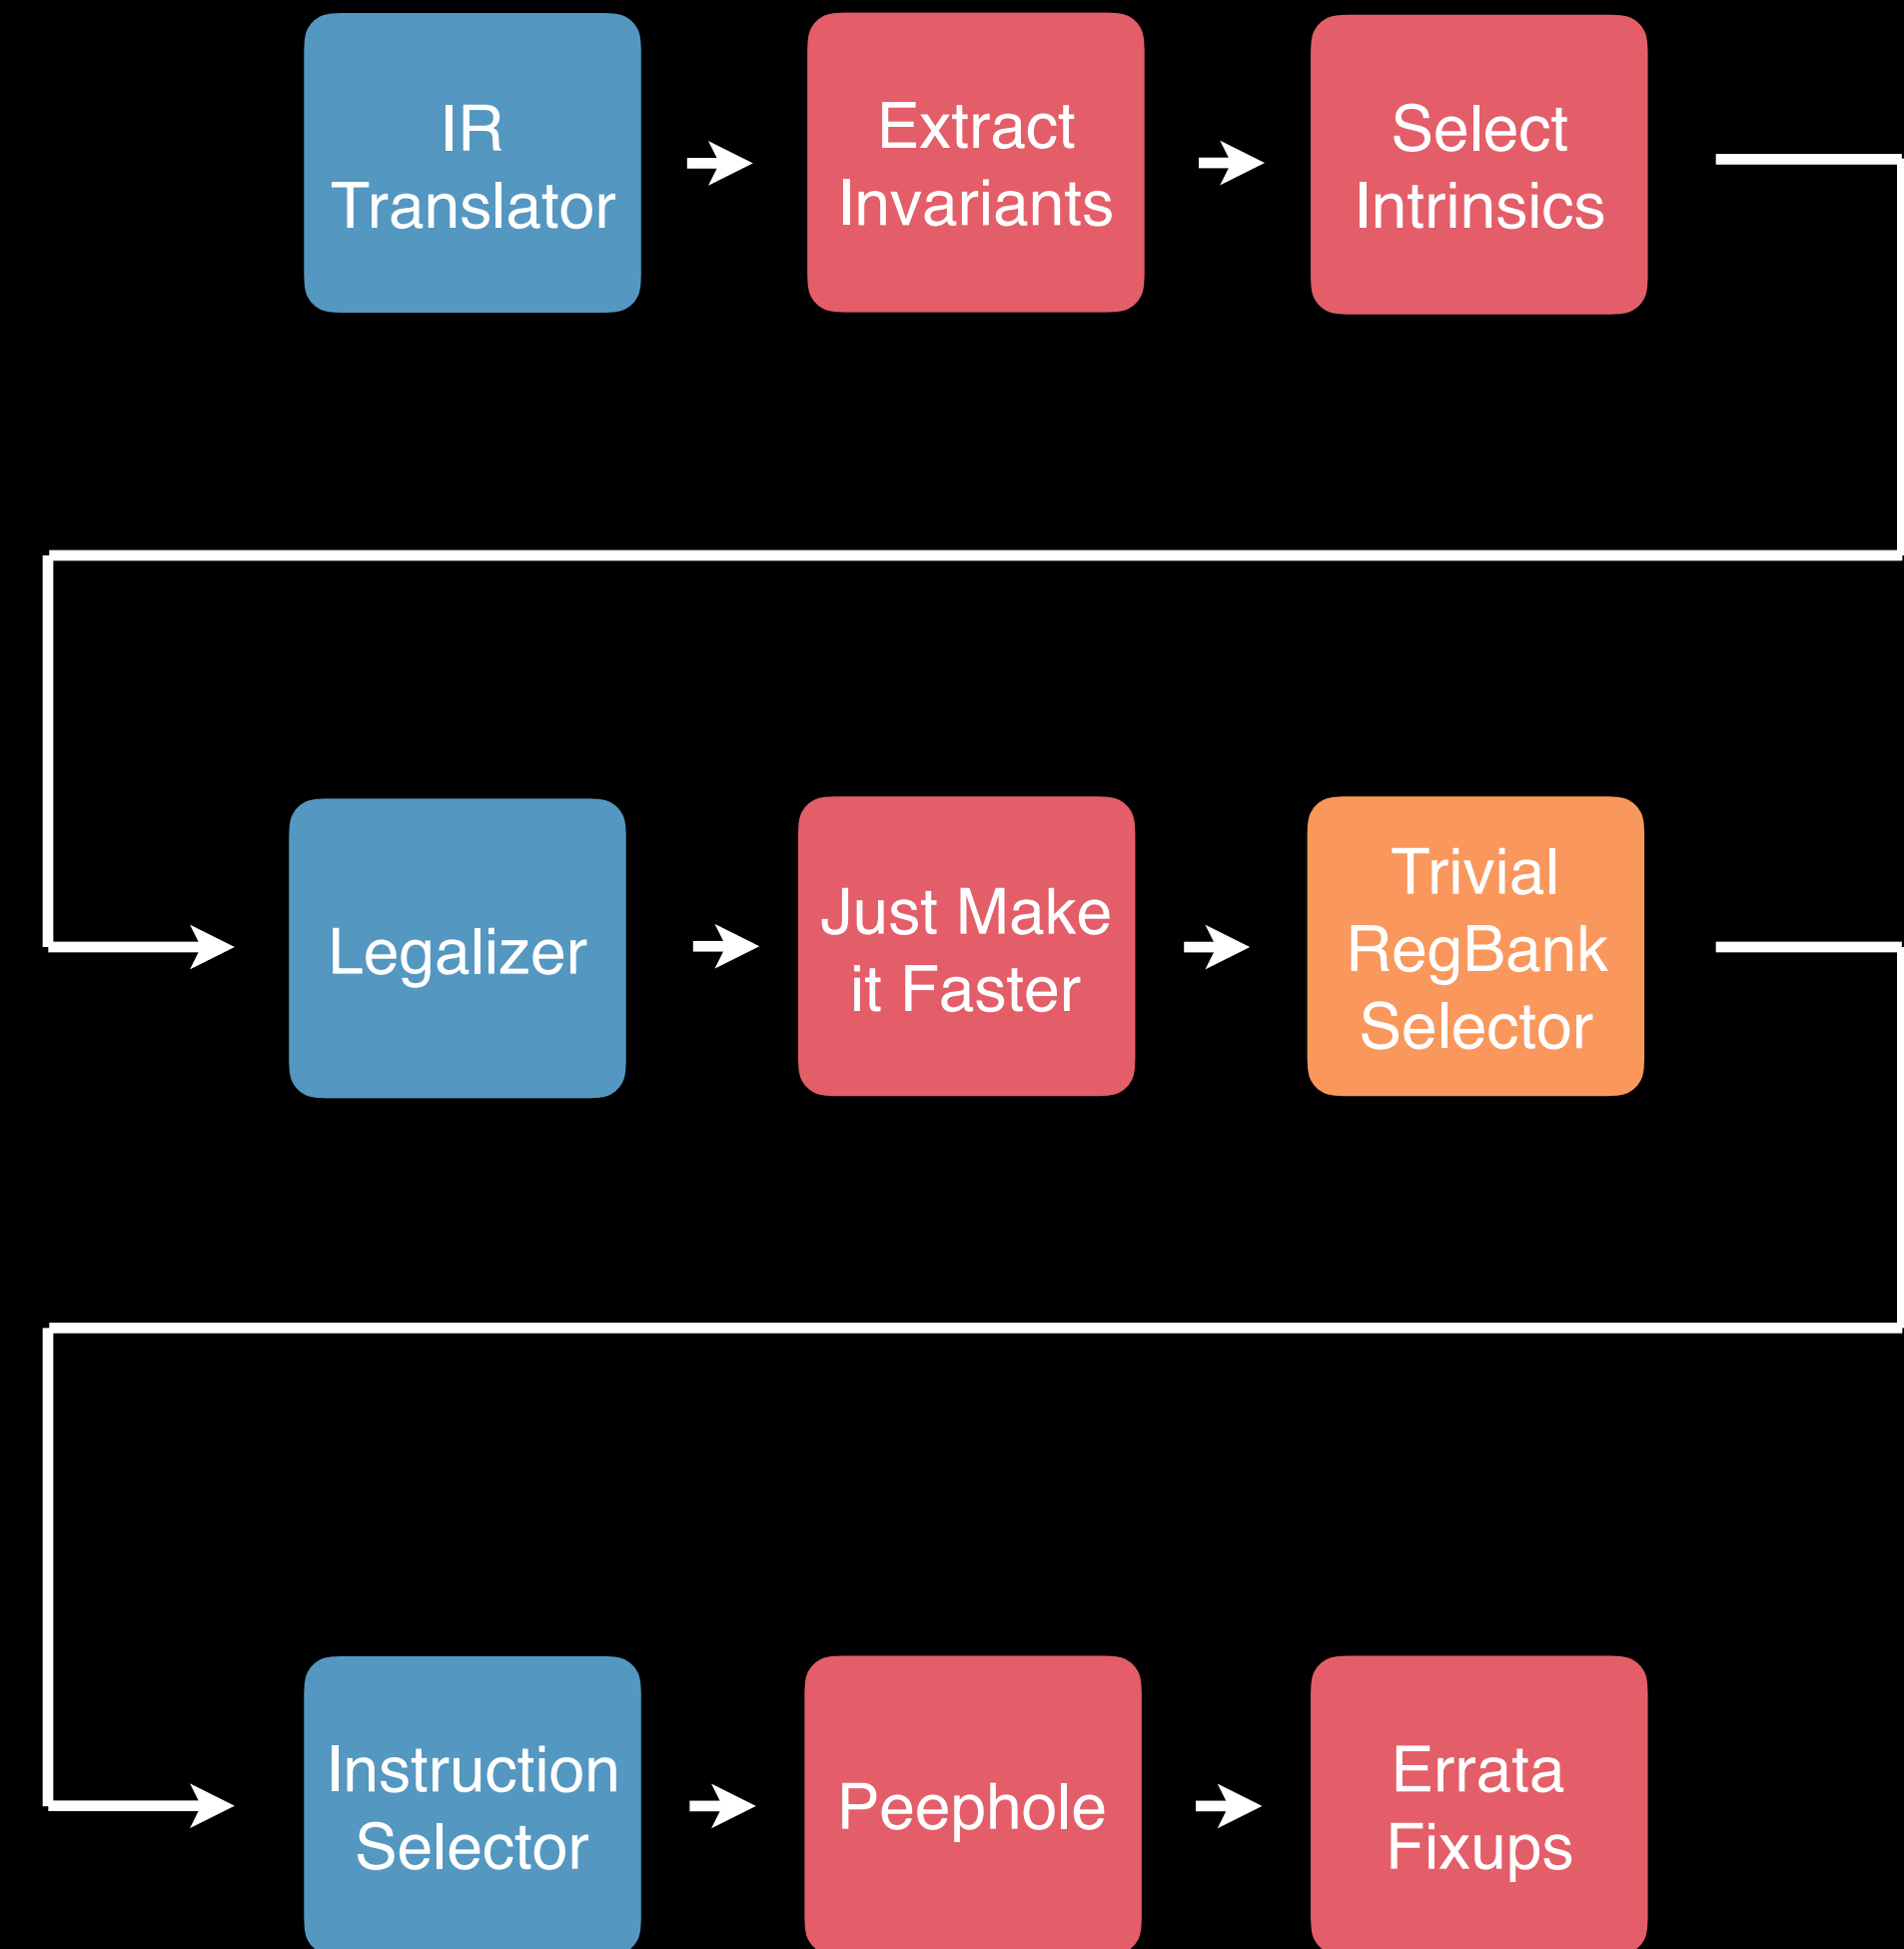 IR
Translator
Extract
Invariants
Select
Intrinsics
Legalizer
Just Make
it Faster
Trivial
RegBank
Selector
Instruction
Selector
Peephole
Errata
Fixups